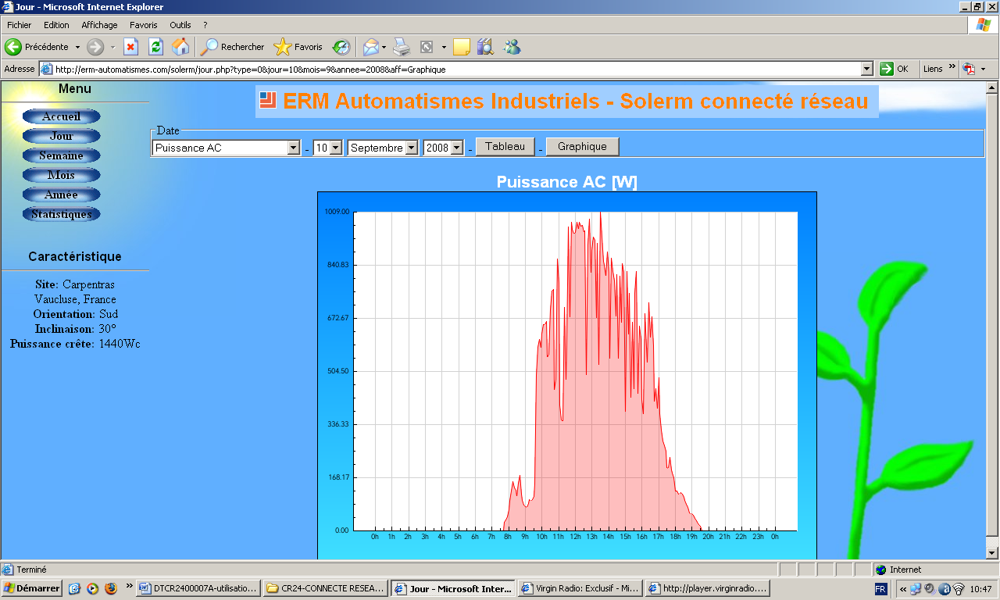 Jour - Microsoft Internet Explorer
Fichier Edition Affichage Favoris Outils ?
Précédente Rechercher Favoris
Adresse http://erm-automatismes.com/solerm/jour.php?type=0&jour=10&mois=9&annee=2008&aff=Graphique OK Liens »
Menu
Accueil
Jour
Semaine
Mois
Année
Statistiques
Caractéristique
Site: Carpentras
Vaucluse, France
Orientation: Sud
Inclinaison: 30°
Puissance crête: 1440Wc
ERM Automatismes Industriels - Solerm connecté réseau
Date
Puissance AC - 10 Septembre 2008 - Tableau - Graphique
Puissance AC [W]
1009.00
840.83
672.67
504.50
336.33
168.17
0.00
0h 1h 2h 3h 4h 5h 6h 7h 8h 9h 10h 11h 12h 13h 14h 15h 16h 17h 18h 19h 20h 21h 22h 23h 0h
Terminé Internet
Démarrer » DTCR2400007A-utilisatio... CR24-CONNECTE RESEA... Jour - Microsoft Inter... Virgin Radio: Exclusif - Mi... http://player.virginradio.... FR « 10:47